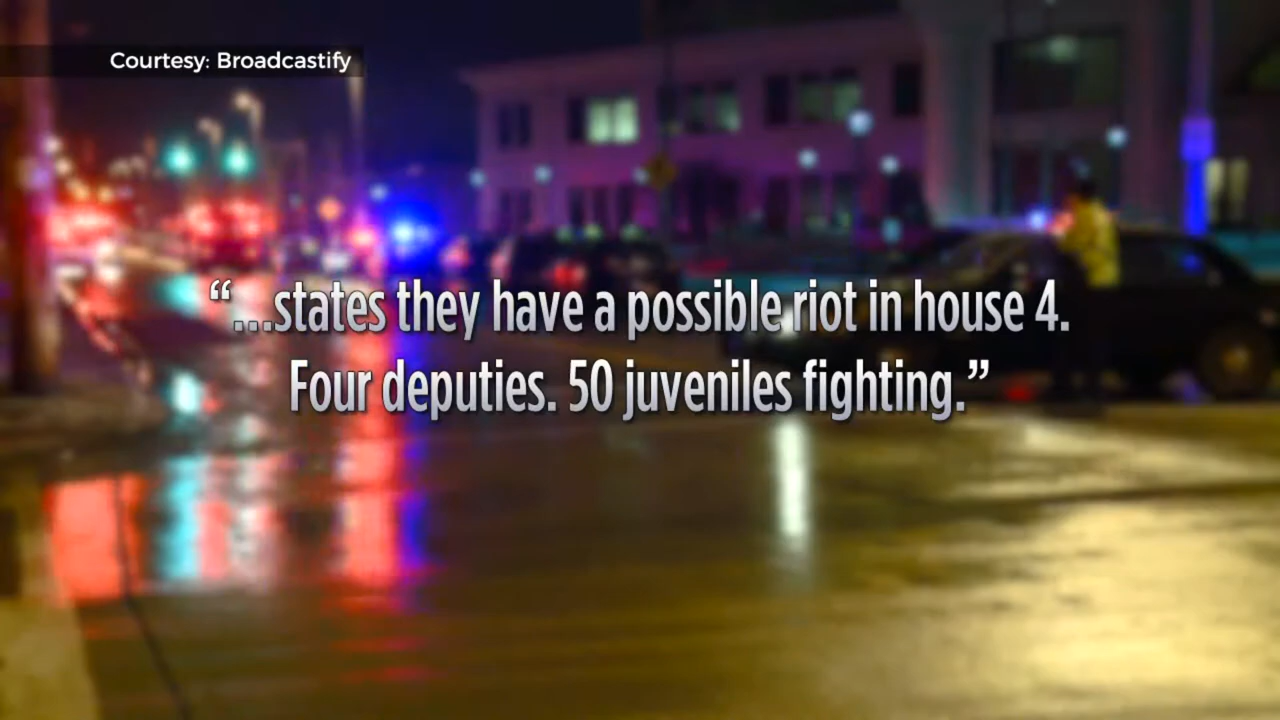 Courtesy: Broadcastify
“...states they have a possible riot in house 4.
Four deputies. 50 juveniles fighting.”